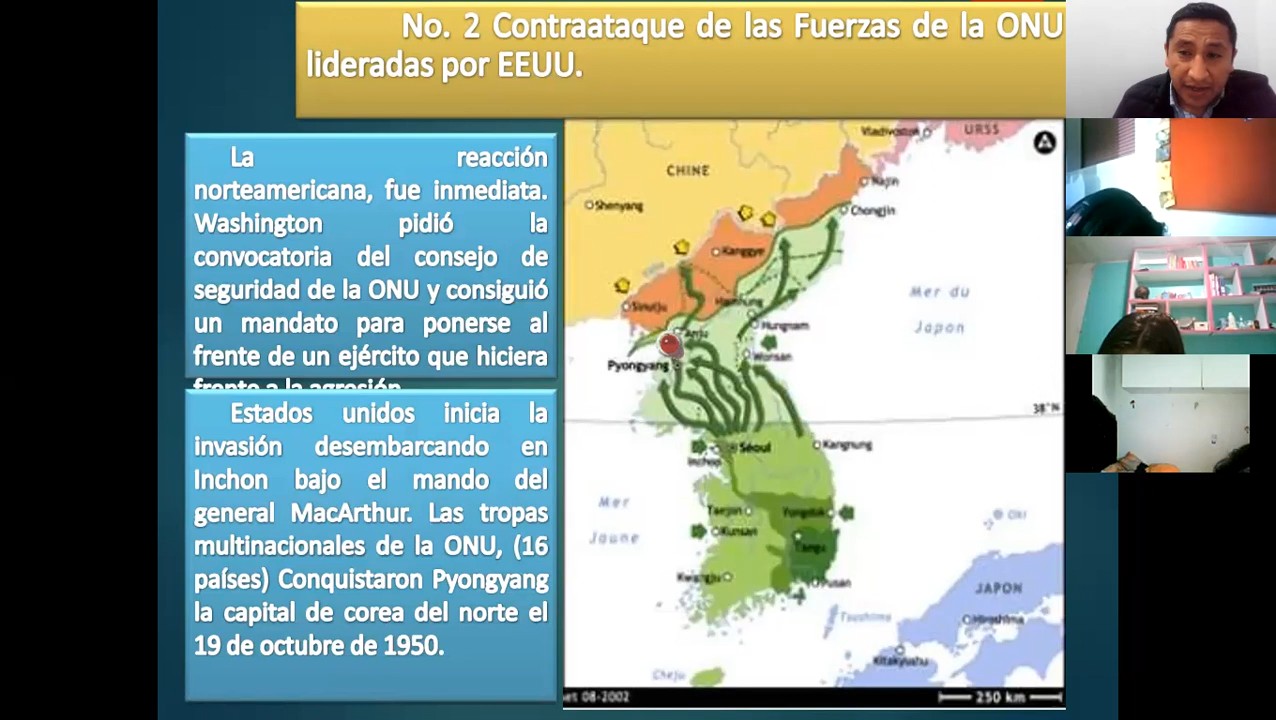 No. 2 Contraataque de las Fuerzas de la ONU
lideradas por EEUU.
La reacción
norteamericana, fue inmediata.
Washington pidió la
convocatoria del consejo de
seguridad de la ONU y consiguió
un mandato para ponerse al
frente de un ejército que hiciera
frente a la agresión
Estados unidos inicia la
invasión desembarcando en
Inchon bajo el mando del
general MacArthur. Las tropas
multinacionales de la ONU, (16
países) Conquistaron Pyongyang
la capital de corea del norte el
19 de octubre de 1950.
Vladivostok
URSS
CHINE
Najin
Shenyang
Chongjin
Kanggye
Sinuiju
Hamhung
Mer du
Japon
Hungnam
Anju
Wonsan
Pyongyang
38°N
Séoul
Kangnung
Inchon
Mer
Jaune
Taejon
Yongdok
Kunsan
Taegu
Kwangju
Pusan
JAPON
Tsushima
Hiroshima
Kitakyushu
Cheju
08-2002
250 km